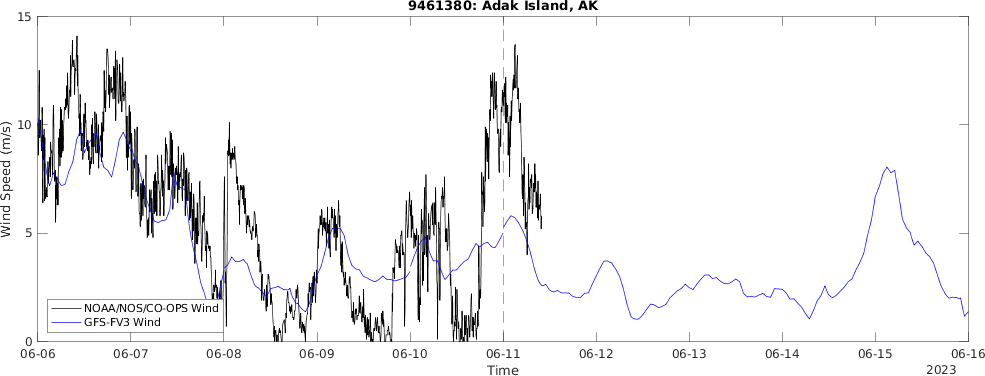 9461380: Adak Island, AK
15
10
5
0
Wind Speed (m/s)
NOAA/NOS/CO-OPS Wind
GFS-FV3 Wind
06-06 06-07 06-08 06-09 06-10 06-11 06-12 06-13 06-14 06-15 06-16
Time
2023